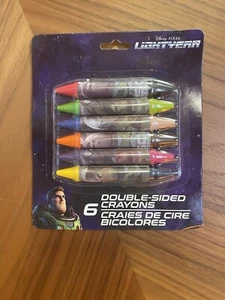 Disney PIXAR
LIGHTYEAR
6 DOUBLE-SIDED
CRAYONS
CRAIES DE CIRE
BICOLORES